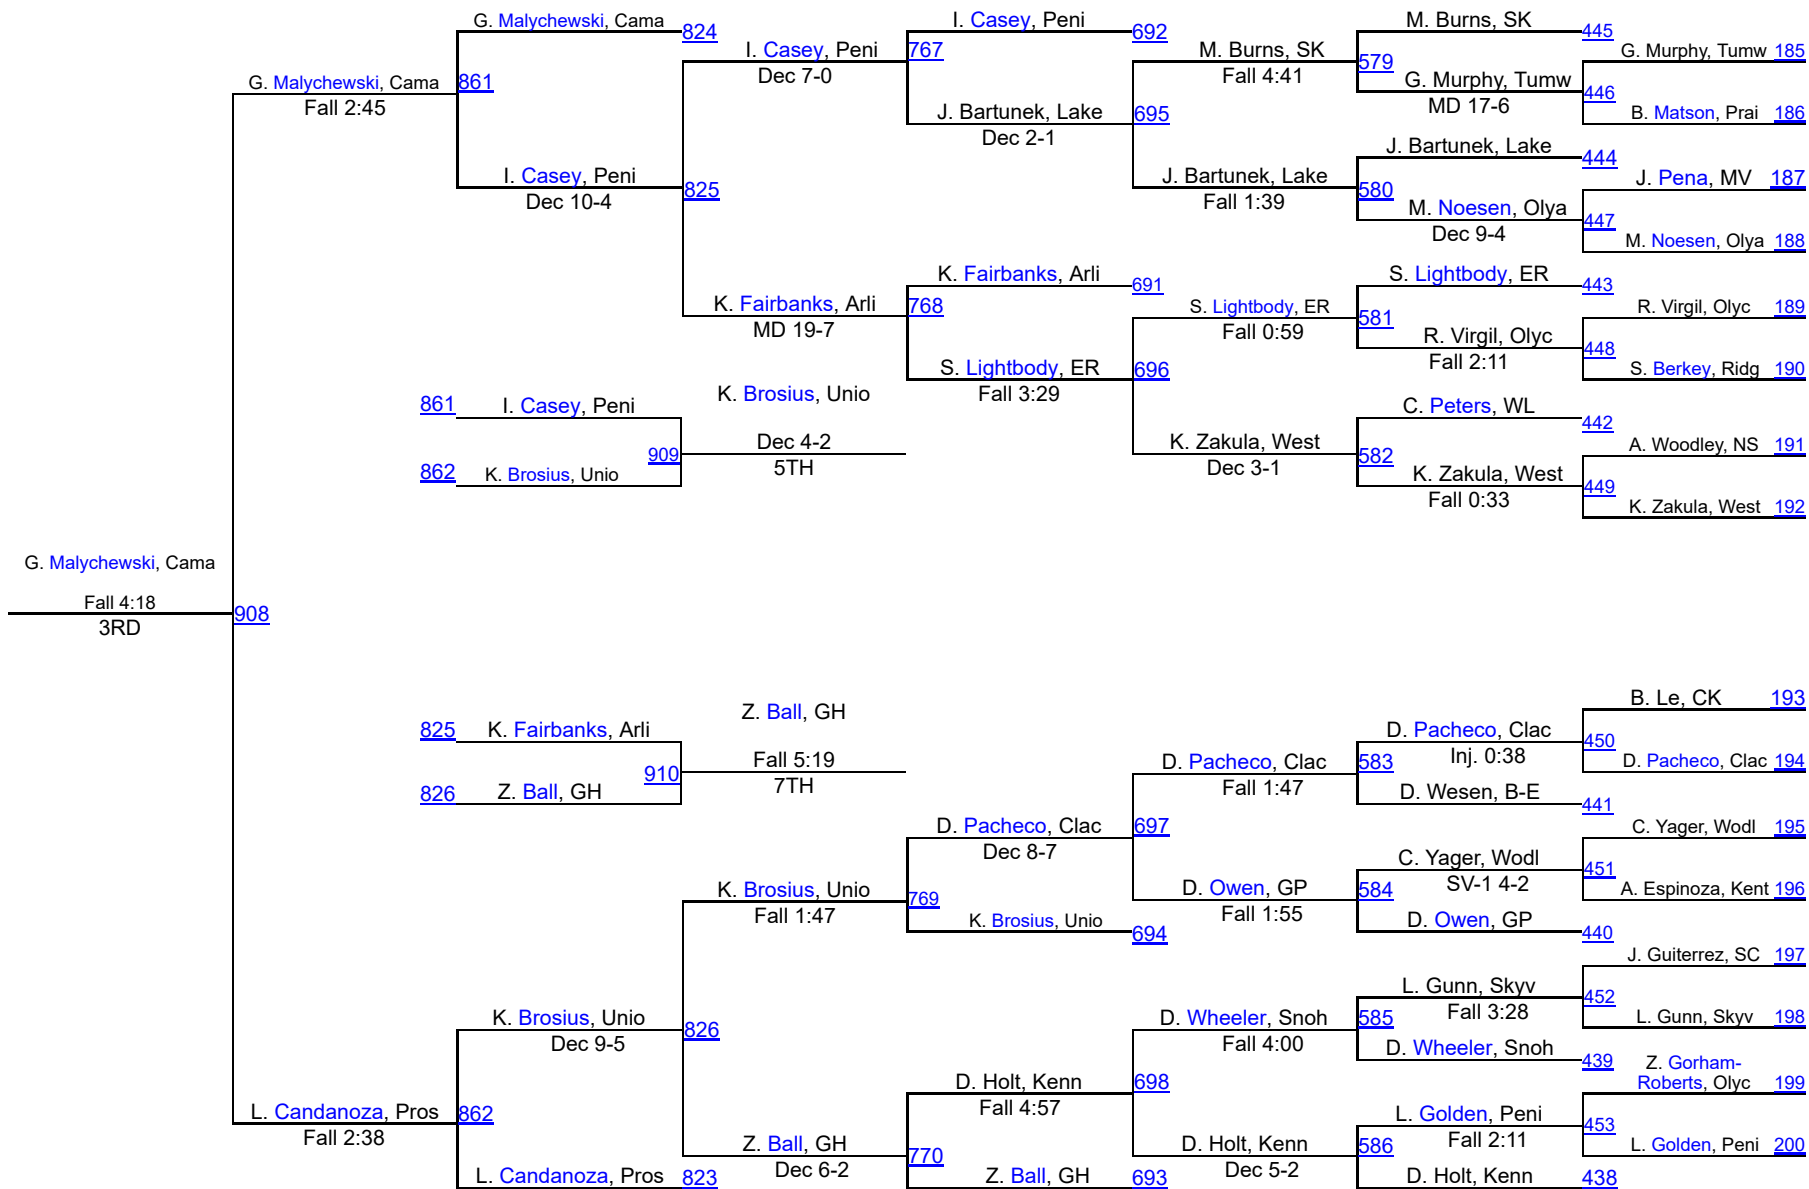 G. Malychewski, Cama
824
I. Casey, Peni
692
M. Burns, SK
445
G. Murphy, Tumw 185
I. Casey, Peni
767
M. Burns, SK
579
Dec 7-0
Fall 4:41
G. Malychewski, Cama
861
G. Murphy, Tumw
446
Fall 2:45
MD 17-6
J. Bartunek, Lake
695
B. Matson, Prai 186
Dec 2-1
J. Bartunek, Lake
444
I. Casey, Peni
825
J. Bartunek, Lake
580
J. Pena, MV 187
Dec 10-4
Fall 1:39
M. Noesen, Olya
447
Dec 9-4
M. Noesen, Olya 188
K. Fairbanks, Arli
691
S. Lightbody, ER
443
K. Fairbanks, Arli
768
S. Lightbody, ER
581
R. Virgil, Olyc 189
MD 19-7
Fall 0:59
R. Virgil, Olyc
448
Fall 2:11
S. Lightbody, ER
696
S. Berkey, Ridg 190
Fall 3:29
K. Brosius, Unio
861
I. Casey, Peni
C. Peters, WL
442
Dec 4-2
909
5TH
K. Zakula, West
582
A. Woodley, NS 191
Dec 3-1
862
K. Brosius, Unio
K. Zakula, West
449
Fall 0:33
K. Zakula, West 192
G. Malychewski, Cama
Fall 4:18
908
3RD
B. Le, CK 193
Z. Ball, GH
825
K. Fairbanks, Arli
D. Pacheco, Clac
450
Inj. 0:38
Fall 5:19
910
7TH
D. Pacheco, Clac
583
D. Pacheco, Clac 194
Fall 1:47
826
Z. Ball, GH
D. Wesen, B-E
441
D. Pacheco, Clac
697
C. Yager, Wodl 195
Dec 8-7
C. Yager, Wodl
451
SV-1 4-2
K. Brosius, Unio
769
D. Owen, GP
584
A. Espinoza, Kent 196
Fall 1:47
Fall 1:55
K. Brosius, Unio
694
D. Owen, GP
440
J. Guiterrez, SC 197
L. Gunn, Skyv
452
Fall 3:28
K. Brosius, Unio
826
D. Wheeler, Snoh
585
L. Gunn, Skyv 198
Dec 9-5
Fall 4:00
D. Wheeler, Snoh
439
Z. Gorham-
Roberts, Olyc 199
D. Holt, Kenn
698
Fall 4:57
L. Candanoza, Pros
862
L. Golden, Peni
453
Fall 2:38
Fall 2:11
Z. Ball, GH
770
D. Holt, Kenn
586
L. Golden, Peni 200
Dec 6-2
Dec 5-2
L. Candanoza, Pros
823
Z. Ball, GH
693
D. Holt, Kenn
438